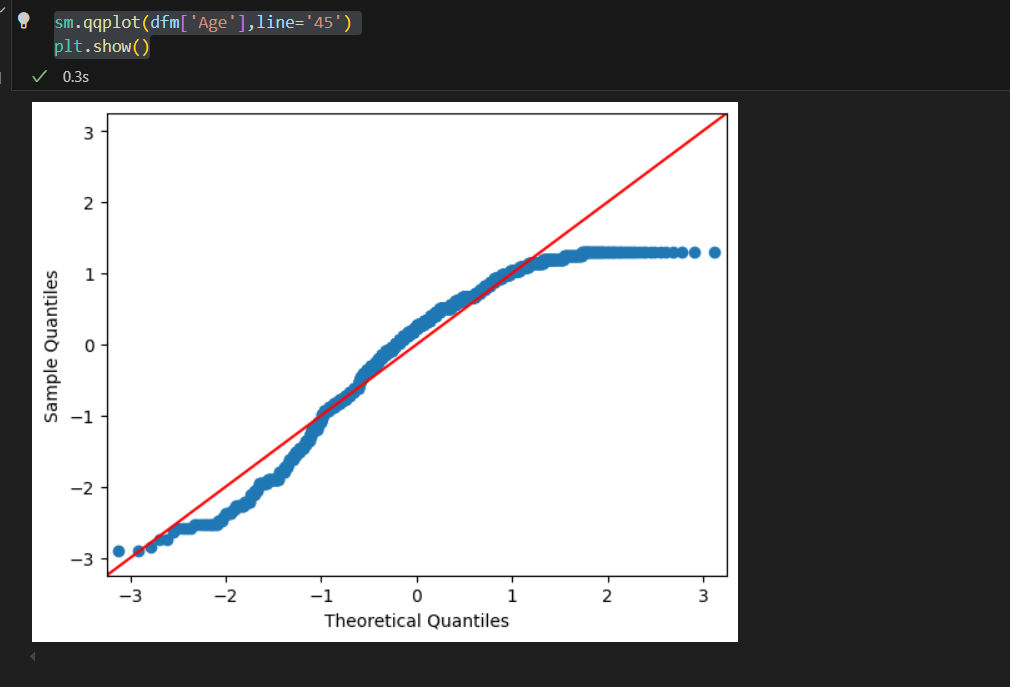 sm.qqplot(dfm['Age'],line='45')
plt.show()
0.3s
3
2
1
0
−1
−2
−3
Sample Quantiles
−3 −2 −1 0 1 2 3
Theoretical Quantiles